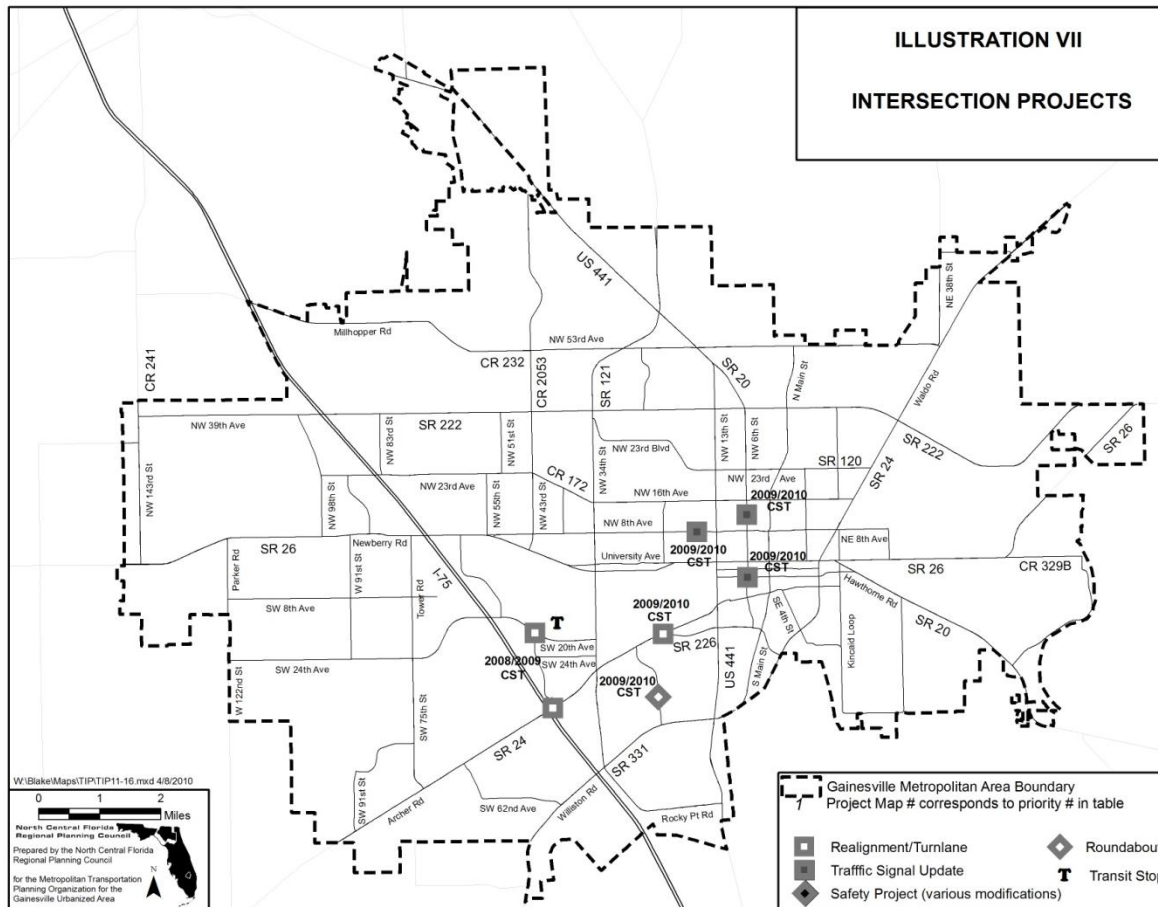 ILLUSTRATION VII
INTERSECTION PROJECTS
US 441
NE 38th St
Millhopper Rd
NW 53rd Ave
CR 241
CR 232
CR 2053
SR 121
SR 20
N Main St
Waldo Rd
NW 39th Ave
SR 222
NW 83rd St
NW 51st St
NW 34th St
NW 23rd Blvd
NW 13th St
NW 6th St
SR 120
SR 24
SR 222
SR 26
NW 143rd St
NW 98th St
NW 23rd Ave
NW 55th St
NW 43rd St
CR 172
NW 16th Ave
NW 23rd Ave
2009/2010
CST
NW 8th Ave
2009/2010
CST
2009/2010
CST
NE 8th Ave
SR 26
Newberry Rd
University Ave
SR 26
CR 329B
Parker Rd
W 91st St
Tower Rd
I-75
SW 8th Ave
Hawthorne Rd
SR 20
SE 4th St
Kincaid Loop
2009/2010
CST
SR 226
T
SW 20th Ave
SW 24th Ave
2008/2009
CST
SW 24th Ave
2009/2010
CST
US 441
S Main St
W 122nd St
SW 75th St
SR 24
SR 331
SW 91st St
Archer Rd
SW 62nd Ave
Williston Rd
Rocky Pt Rd
W:\Blake\Maps\TIP\TIP11-16.mxd 4/8/2010
0 1 2
Miles
North Central Florida
Regional Planning Council
Prepared by the North Central Florida
Regional Planning Council
for the Metropolitan Transportation
Planning Organization for the
Gainesville Urbanized Area
N
Gainesville Metropolitan Area Boundary
1 Project Map # corresponds to priority # in table
Realignment/Turnlane
Roundabou
Trafffic Signal Update
T Transit Stop
Safety Project (various modifications)